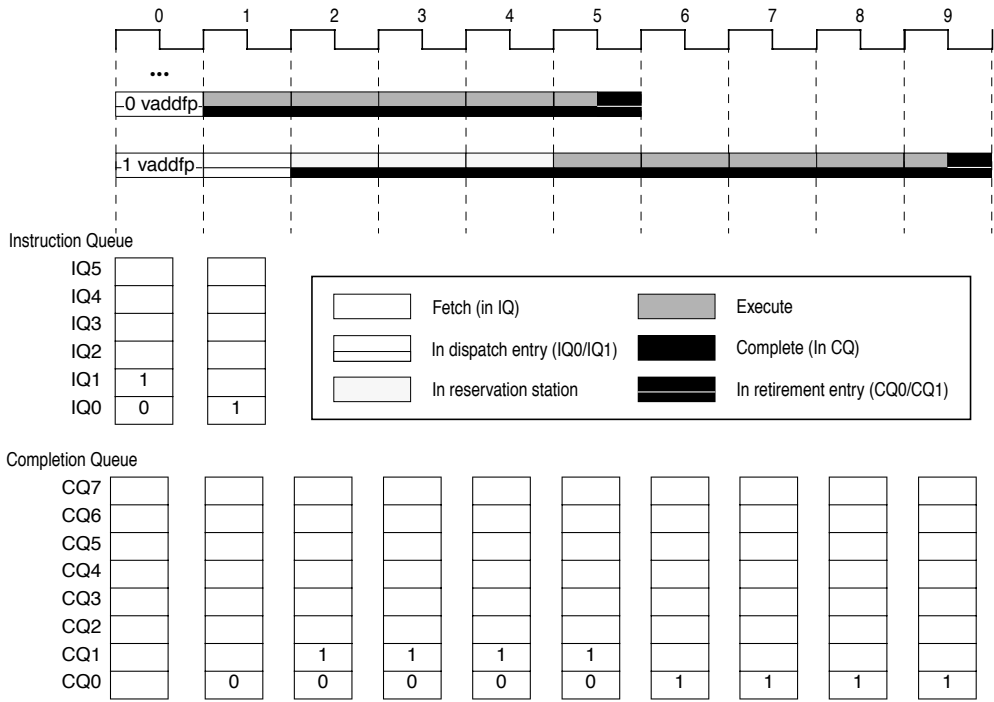 0 1 2 3 4 5 6 7 8 9
...
0 vaddfp
1 vaddfp
Instruction Queue
IQ5
IQ4
IQ3
IQ2
IQ1 1
IQ0 0 1
Fetch (in IQ)
Execute
In dispatch entry (IQ0/IQ1)
Complete (In CQ)
In reservation station
In retirement entry (CQ0/CQ1)
Completion Queue
CQ7
CQ6
CQ5
CQ4
CQ3
CQ2
CQ1 1 1 1 1
CQ0 0 0 0 0 0 1 1 1 1